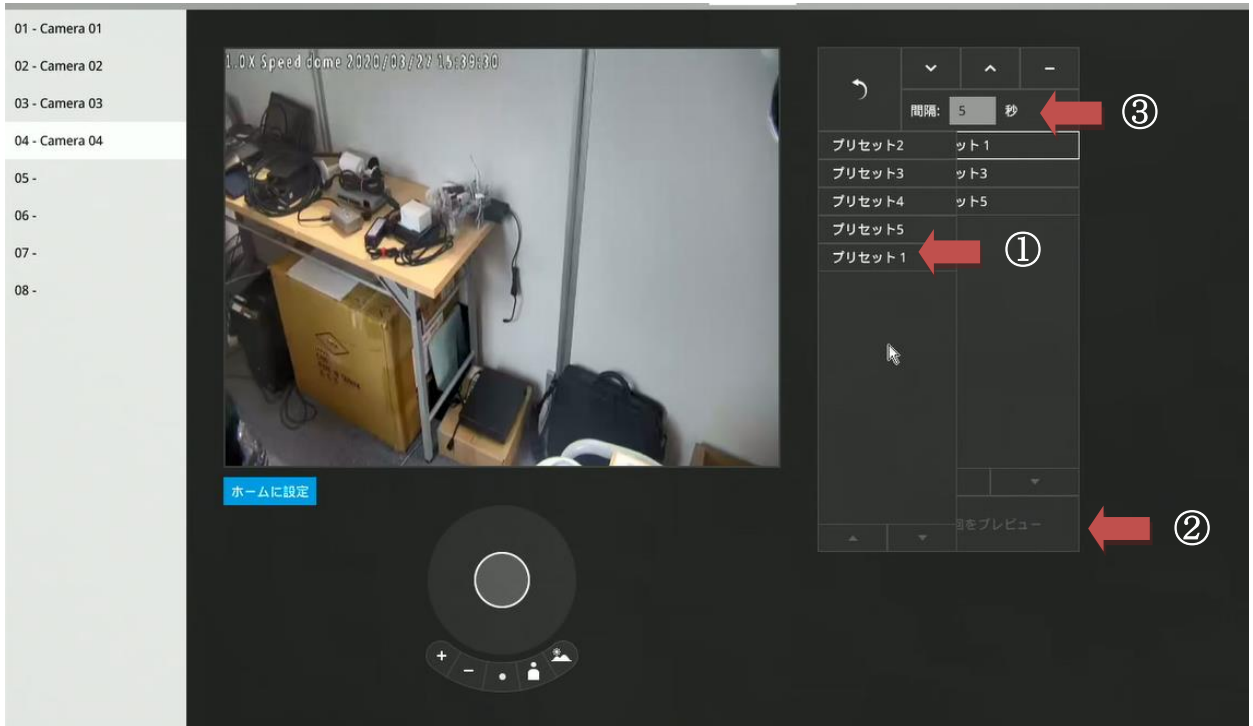 01 - Camera 01
02 - Camera 02
03 - Camera 03
04 - Camera 04
05 -
06 -
07 -
08 -
1.0X Speed dome 2020/03/27 15:39:30
ホームに設定
間隔: 5 秒
③
プリセット2
ット 1
プリセット3
ット3
プリセット4
ット5
プリセット5
プリセット 1
①
回をプレビュー
②